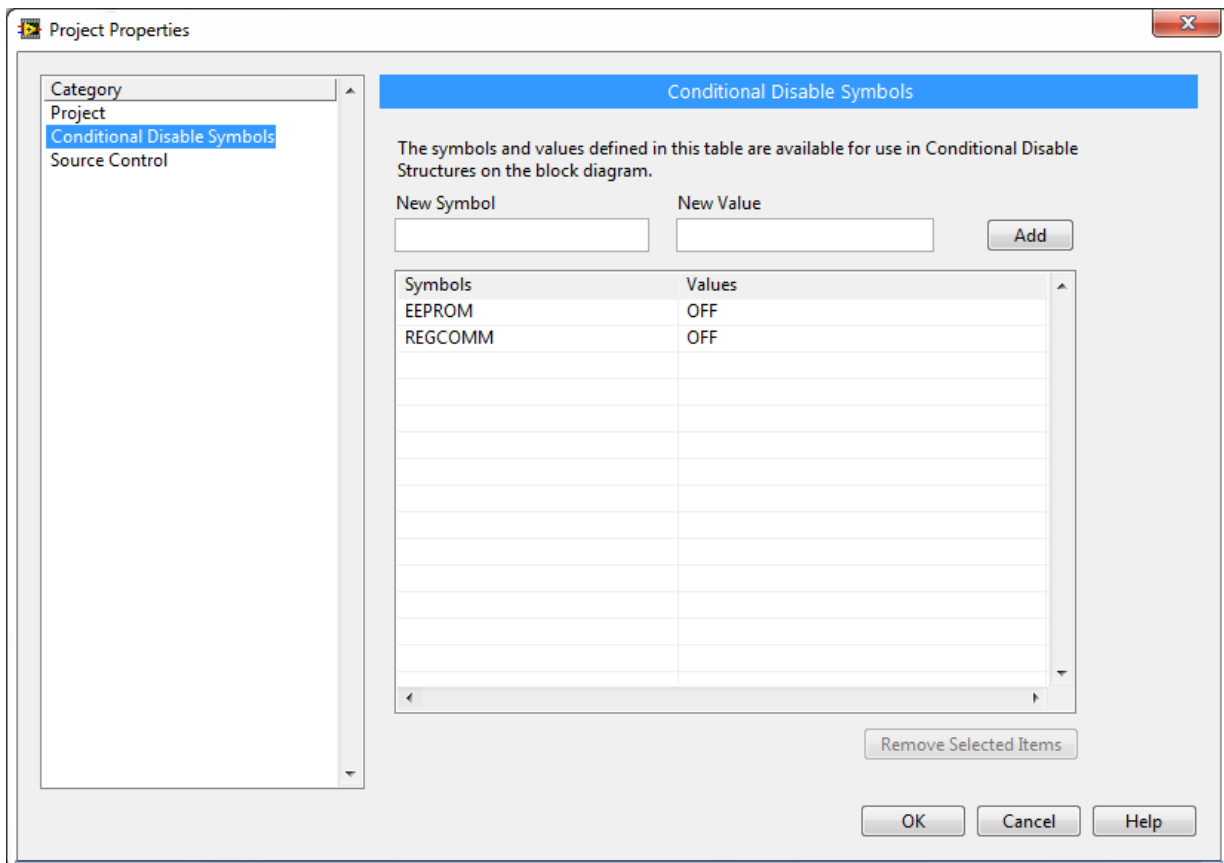 Project Properties
Category
Project
Conditional Disable Symbols
Source Control
Conditional Disable Symbols
The symbols and values defined in this table are available for use in Conditional Disable
Structures on the block diagram.
New Symbol New Value
Add
Symbols Values
EEPROM OFF
REGCOMM OFF
Remove Selected Items
OK Cancel Help